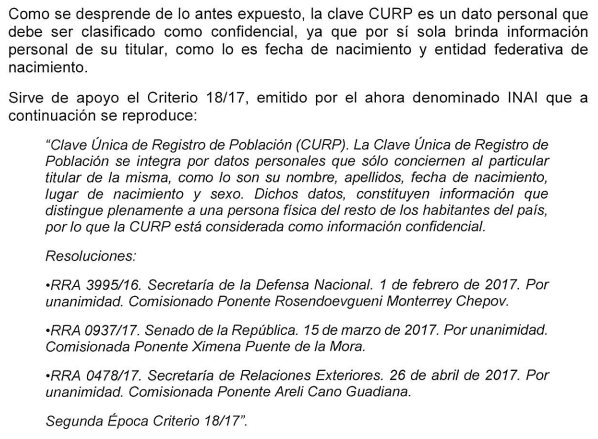 Como se desprende de lo antes expuesto, la clave CURP es un dato personal que
debe ser clasificado como confidencial, ya que por sí sola brinda información
personal de su titular, como lo es fecha de nacimiento y entidad federativa de
nacimiento.
Sirve de apoyo el Criterio 18/17, emitido por el ahora denominado INAI que a
continuación se reproduce:
“Clave Única de Registro de Población (CURP). La Clave Única de Registro de
Población se integra por datos personales que sólo conciernen al particular
titular de la misma, como lo son su nombre, apellidos, fecha de nacimiento,
lugar de nacimiento y sexo. Dichos datos, constituyen información que
distingue plenamente a una persona física del resto de los habitantes del país,
por lo que la CURP está considerada como información confidencial.
Resoluciones:
•RRA 3995/16. Secretaría de la Defensa Nacional. 1 de febrero de 2017. Por
unanimidad. Comisionado Ponente Rosendoevgueni Monterrey Chepov.
•RRA 0937/17. Senado de la República. 15 de marzo de 2017. Por unanimidad.
Comisionada Ponente Ximena Puente de la Mora.
•RRA 0478/17. Secretaría de Relaciones Exteriores. 26 de abril de 2017. Por
unanimidad. Comisionada Ponente Areli Cano Guadiana.
Segunda Época Criterio 18/17”.